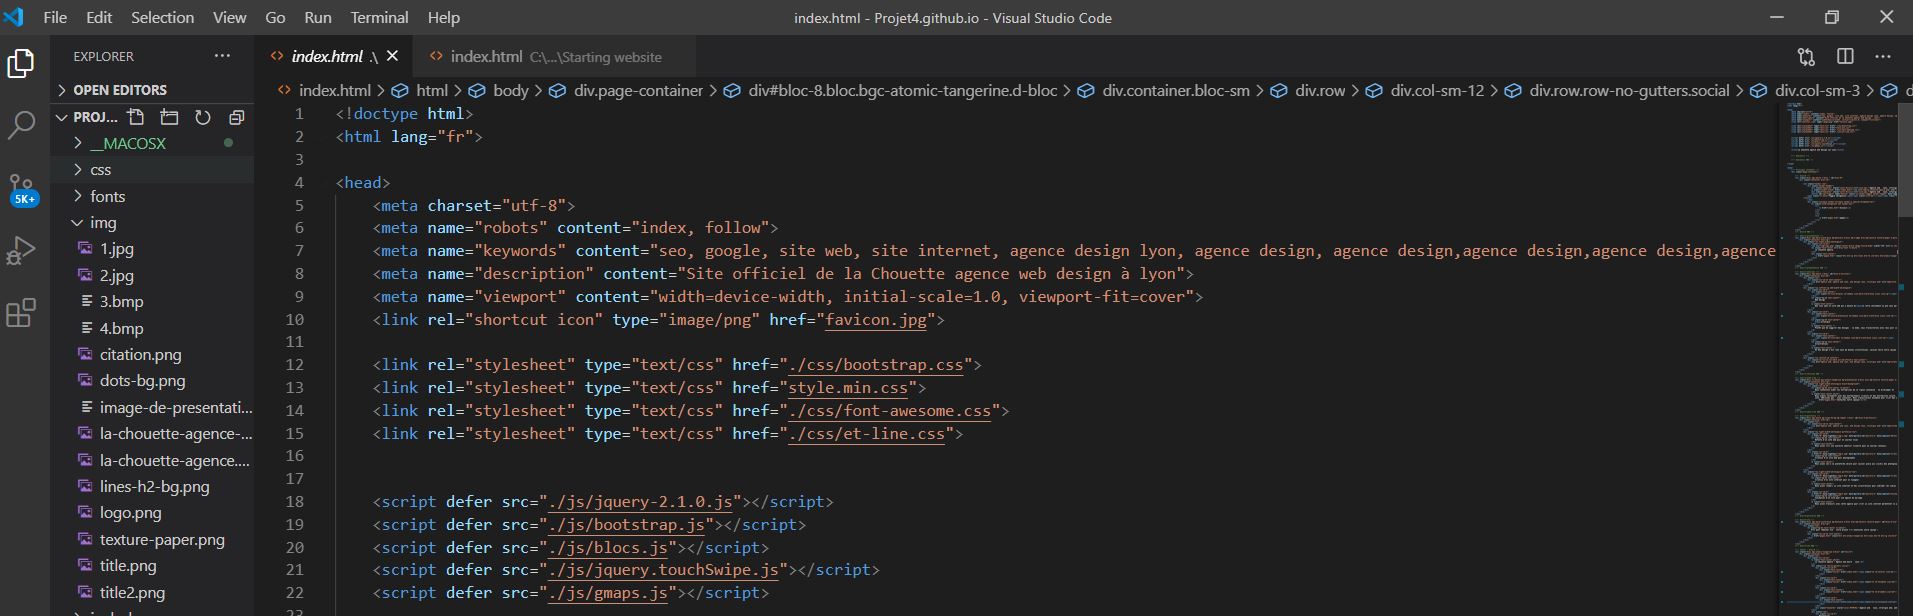 File Edit Selection View Go Run Terminal Help
index.html - Projet4.github.io - Visual Studio Code
EXPLORER
index.html .\
index.html C:\...\Starting website
OPEN EDITORS
index.html > html > body > div.page-container > div#bloc-8.bloc.bgc-atomic-tangerine.d-bloc > div.container.bloc-sm > div.row > div.col-sm-12 > div.row.row-no-gutters.social > div.col-sm-3 >
PROJ...
__MACOSX
css
fonts
img
1.jpg
2.jpg
3.bmp
4.bmp
citation.png
dots-bg.png
image-de-presentati...
la-chouette-agence-...
la-chouette-agence....
lines-h2-bg.png
logo.png
texture-paper.png
title.png
title2.png
5K+
1 <!doctype html>
2 <html lang="fr">
3
4 <head>
5 <meta charset="utf-8">
6 <meta name="robots" content="index, follow">
7 <meta name="keywords" content="seo, google, site web, site internet, agence design lyon, agence design, agence design,agence design,agence design,agence
8 <meta name="description" content="Site officiel de la Chouette agence web design à lyon">
9 <meta name="viewport" content="width=device-width, initial-scale=1.0, viewport-fit=cover">
10 <link rel="shortcut icon" type="image/png" href="favicon.jpg">
11
12 <link rel="stylesheet" type="text/css" href="./css/bootstrap.css">
13 <link rel="stylesheet" type="text/css" href="style.min.css">
14 <link rel="stylesheet" type="text/css" href="./css/font-awesome.css">
15 <link rel="stylesheet" type="text/css" href="./css/et-line.css">
16
17
18 <script defer src="./js/jquery-2.1.0.js"></script>
19 <script defer src="./js/bootstrap.js"></script>
20 <script defer src="./js/blocs.js"></script>
21 <script defer src="./js/jquery.touchSwipe.js"></script>
22 <script defer src="./js/gmaps.js"></script>
23